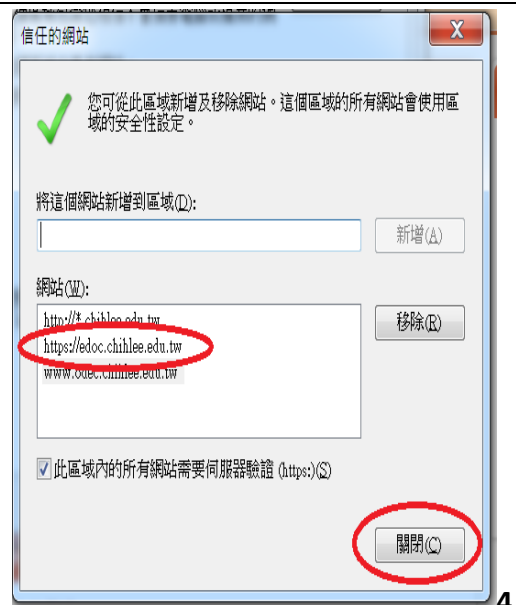 信任的網站
X
您可從此區域新增及移除網站。這個區域的所有網站會使用區
域的安全性設定。
將這個網站新增到區域(D):
新增(A)
網站(W):
http://*.chihlee.edu.tw
移除(R)
https://edoc.chihlee.edu.tw
www.odec.chihlee.edu.tw
此區域內的所有網站需要伺服器驗證 (https:)(S)
關閉(C)
4